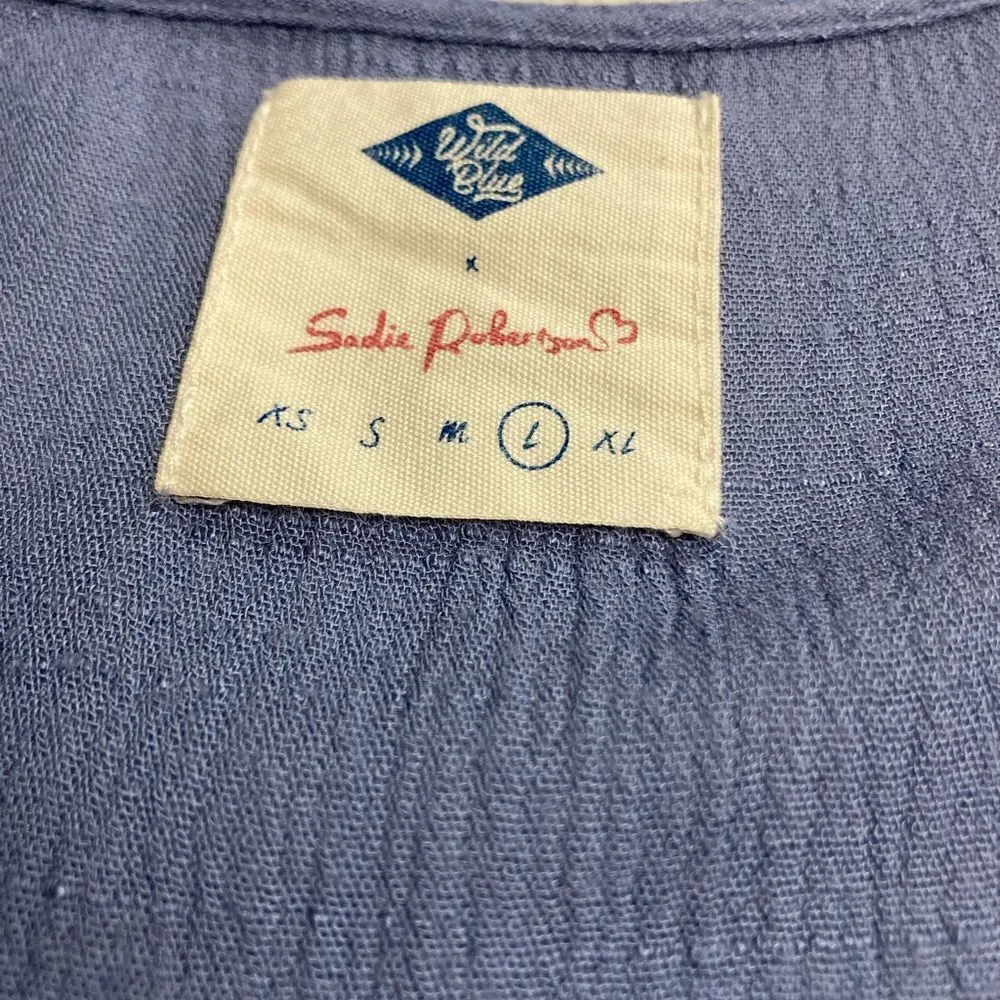 Wild
Blue
x
Sadie Robertson
XS S M L XL